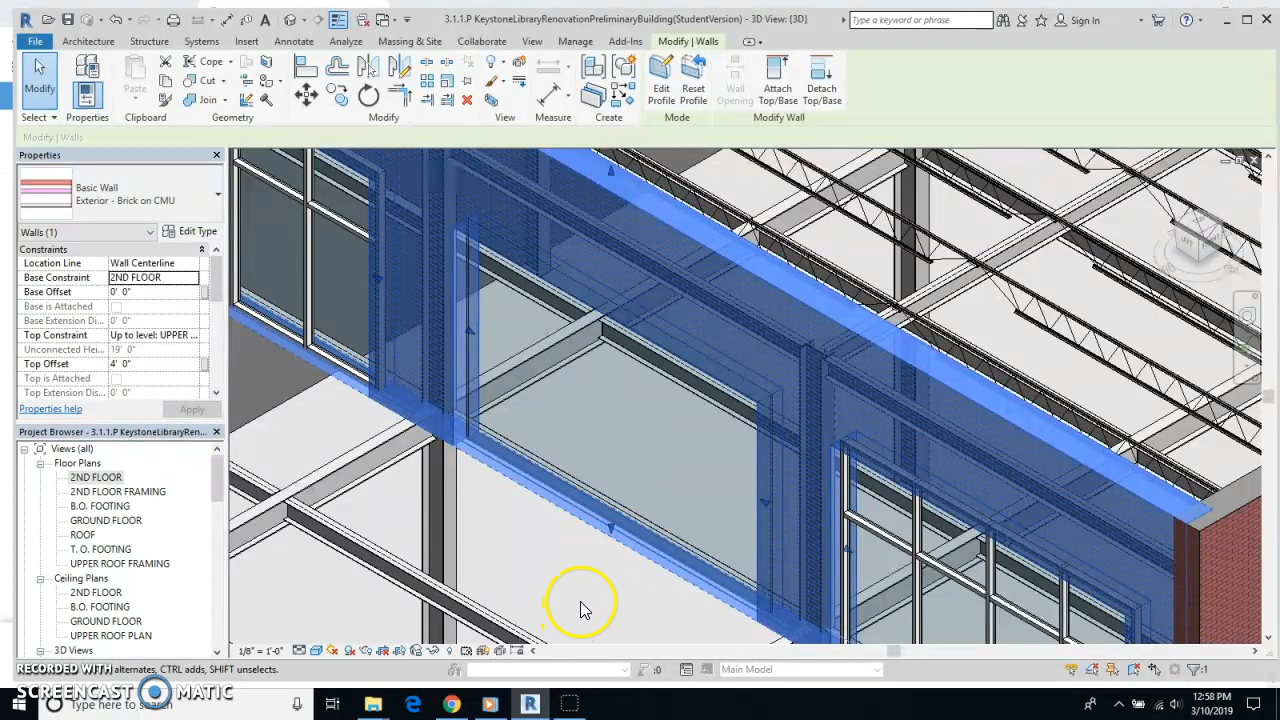 3.1.1.P KeystoneLibraryRenovationPreliminaryBuilding(StudentVersion) - 3D View: {3D}
Type a keyword or phrase
Sign In
File
Architecture
Structure
Systems
Insert
Annotate
Analyze
Massing & Site
Collaborate
View
Manage
Add-Ins
Modify | Walls
Modify
Paste
Cope
Cut
Join
Edit Profile
Reset Profile
Wall Opening
Attach Top/Base
Detach Top/Base
Select
Properties
Clipboard
Geometry
Modify
View
Measure
Create
Mode
Modify Wall
Modify | Walls
Properties
Basic Wall
Exterior - Brick on CMU
Walls (1)
Edit Type
Constraints
Location Line Wall Centerline
Base Constraint 2ND FLOOR
Base Offset 0' 0"
Base is Attached
Base Extension Di...
Top Constraint Up to level: UPPER ...
Unconnected Hei... 19' 0"
Top Offset 4' 0"
Top is Attached
Top Extension Dis...
Properties help
Apply
Project Browser - 3.1.1.P KeystoneLibraryRen...
Views (all)
Floor Plans
2ND FLOOR
2ND FLOOR FRAMING
B.O. FOOTING
GROUND FLOOR
ROOF
T. O. FOOTING
UPPER ROOF FRAMING
Ceiling Plans
2ND FLOOR
B.O. FOOTING
GROUND FLOOR
UPPER ROOF PLAN
3D Views
1/8" = 1'-0"
RECORDED WITH
alternates, CTRL adds, SHIFT unselects.
:0
Main Model
:1
SCREENCAST MATIC
Type here to search
12:58 PM
3/10/2019